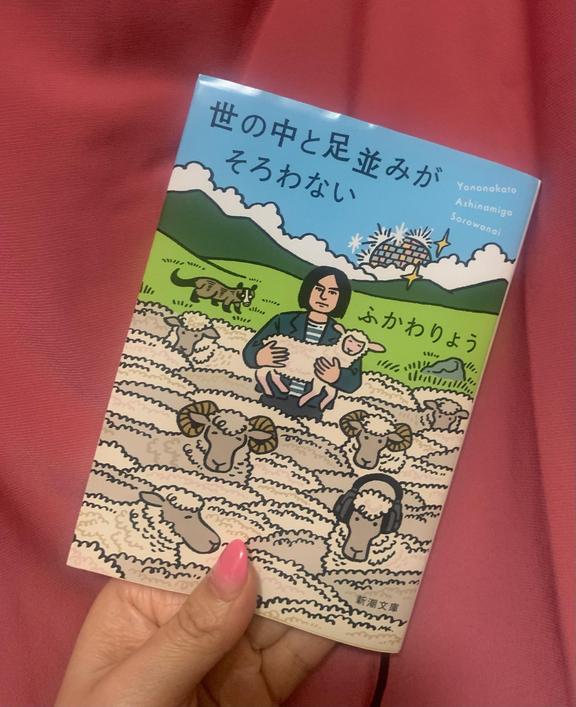 世の中と足並みが
そろわない
Yononakato
Ashinamiga
Sorowanai
ふかわりょう
新潮文庫